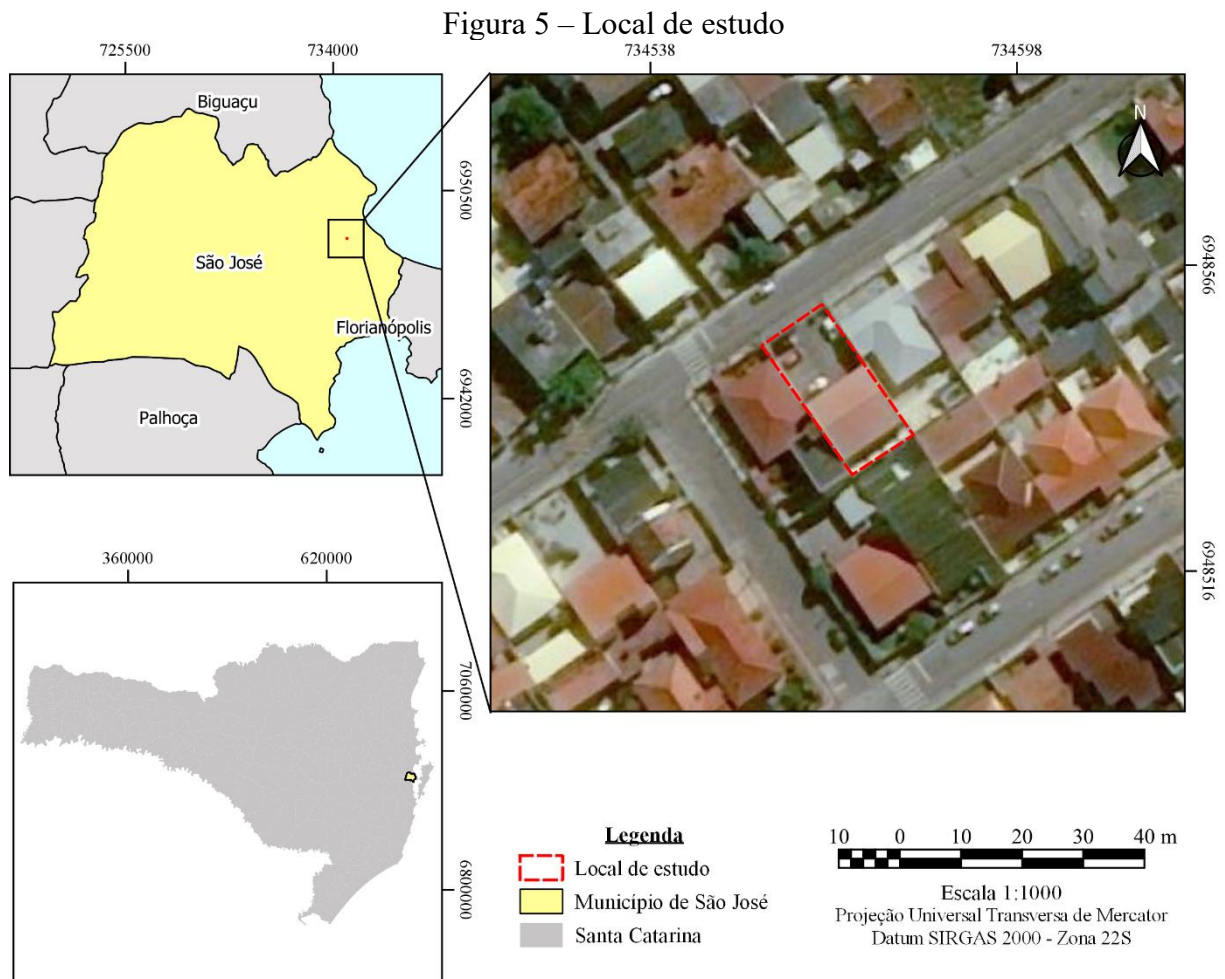 Figura 5 – Local de estudo
725500
734000
Biguaçu
São José
Florianópolis
Palhoça
6950500
6942000
734538
734598
N
6948566
6948516
360000
620000
7060000
6800000
Legenda
Local de estudo
Município de São José
Santa Catarina
10 0 10 20 30 40 m
Escala 1:1000
Projeção Universal Transversa de Mercator
Datum SIRGAS 2000 - Zona 22S